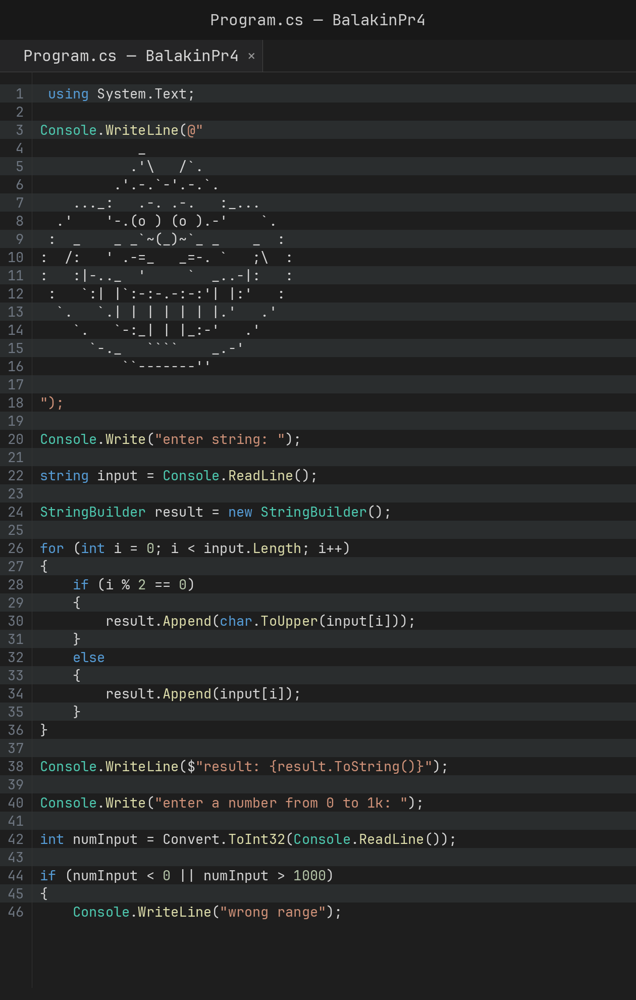 Program.cs — BalakinPr4
Program.cs — BalakinPr4 ×
1  using System.Text;
2
3 Console.WriteLine(@"
4             _
5            .'\   /`.
6          .'.-.`-'.-.`.
7     ..._:   .-. .-.   :_...
8   .'    '-.(o ) (o ).-'    `.
9  :  _    _ _`~(_)~`_ _    _  :
10 :  /:   ' .-=_   _=-. `   ;\  :
11 :   :|-.._  '     `  _..-|:   :
12  :   `:| |`:-:-.-:-:'| |:'   :
13   `.   `.| | | | | | |.'   .'
14     `.   `-:_| | |_:-'   .'
15       `-._   ````    _.-'
16           ``-------''
17
18 ");
19
20 Console.Write("enter string: ");
21
22 string input = Console.ReadLine();
23
24 StringBuilder result = new StringBuilder();
25
26 for (int i = 0; i < input.Length; i++)
27 {
28     if (i % 2 == 0)
29     {
30         result.Append(char.ToUpper(input[i]));
31     }
32     else
33     {
34         result.Append(input[i]);
35     }
36 }
37
38 Console.WriteLine($"result: {result.ToString()}");
39
40 Console.Write("enter a number from 0 to 1k: ");
41
42 int numInput = Convert.ToInt32(Console.ReadLine());
43
44 if (numInput < 0 || numInput > 1000)
45 {
46     Console.WriteLine("wrong range");